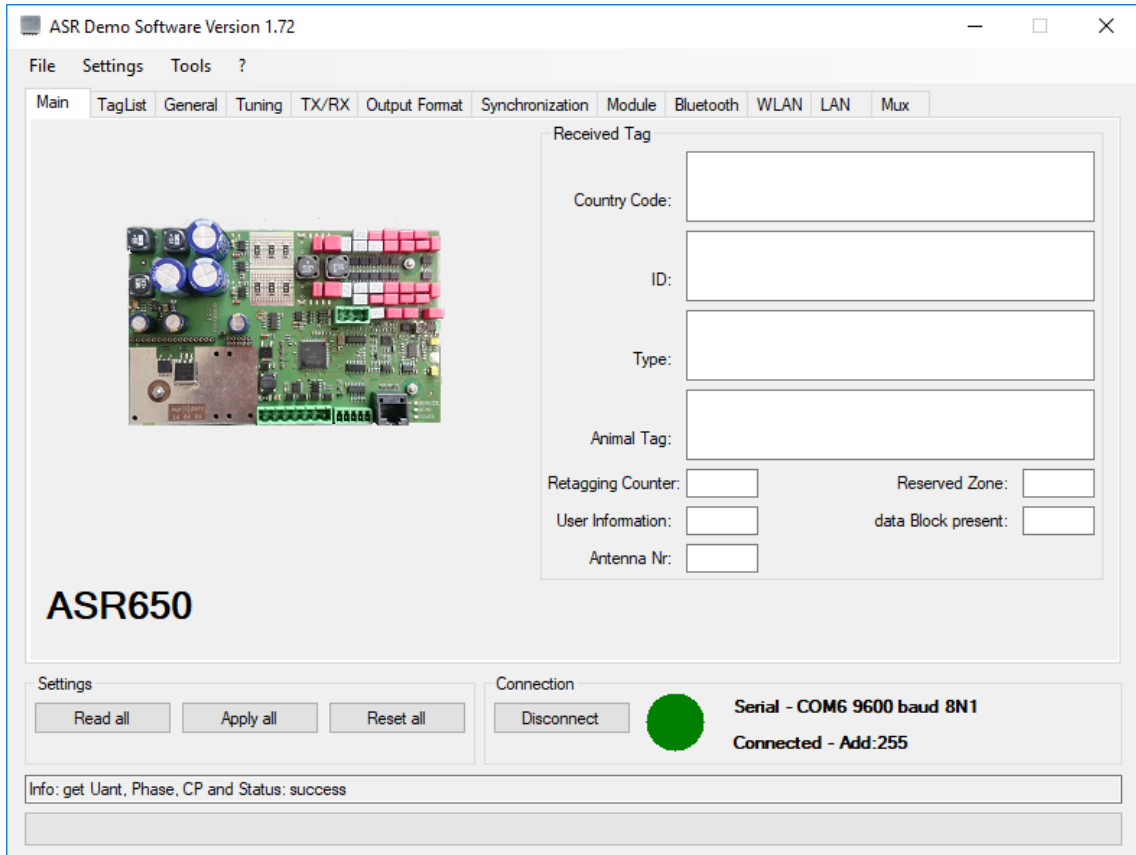 ASR Demo Software Version 1.72
File Settings Tools ?
Main TagList General Tuning TX/RX Output Format Synchronization Module Bluetooth WLAN LAN Mux
Received Tag
Country Code:
ID:
Type:
Animal Tag:
Retagging Counter: Reserved Zone:
User Information: data Block present:
Antenna Nr:
ASR650
Settings Connection
Read all Apply all Reset all Disconnect Serial - COM6 9600 baud 8N1
Connected - Add:255
Info: get Uant, Phase, CP and Status: success